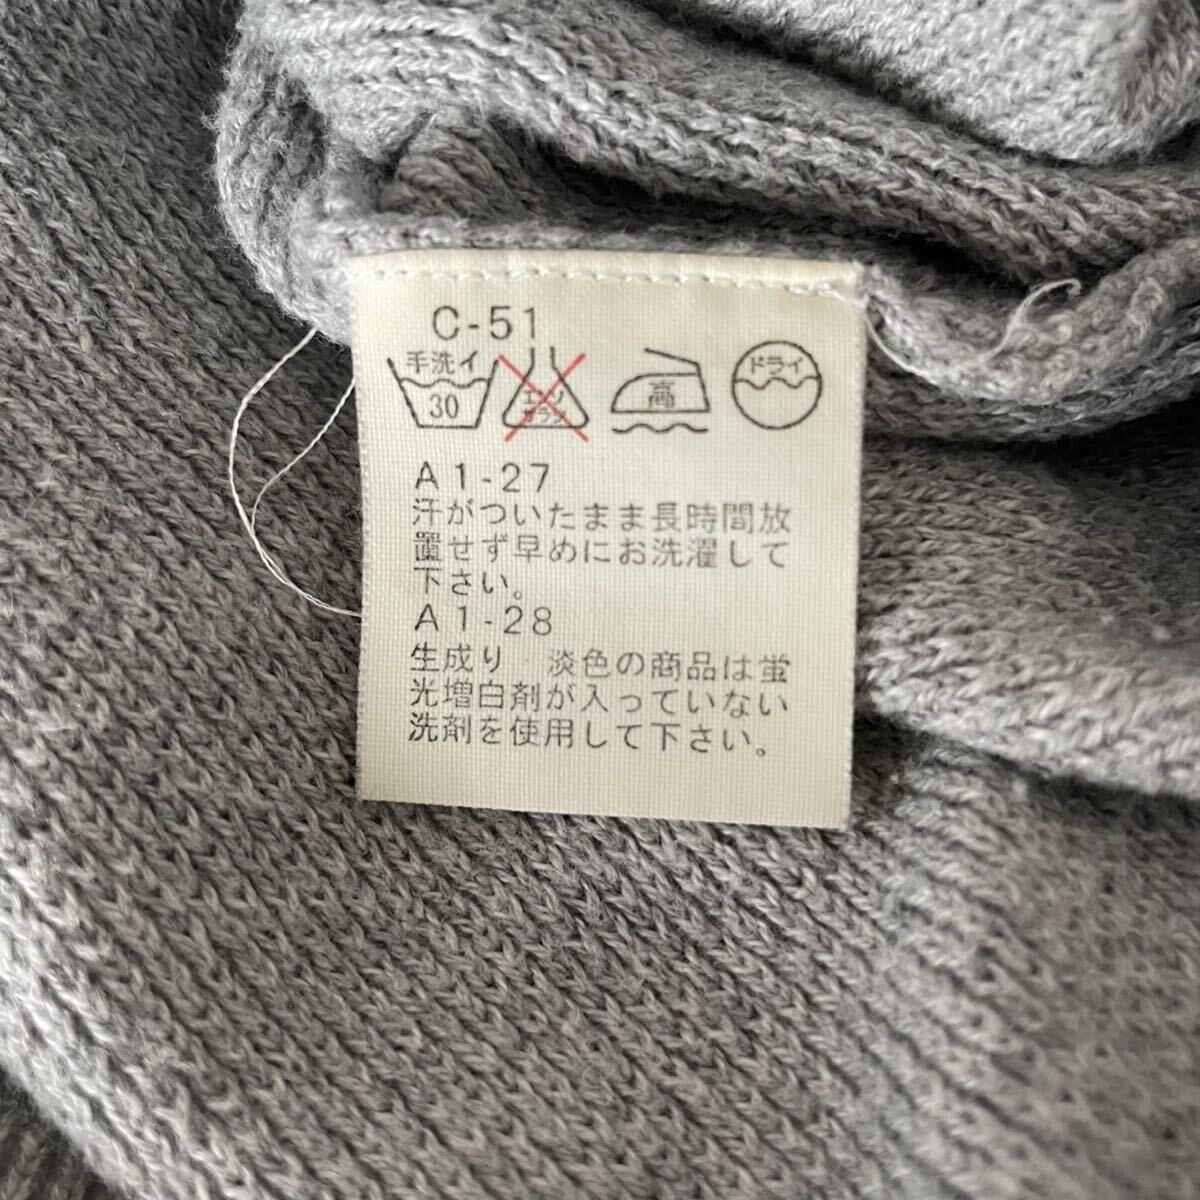 C-51
手洗イ
30
エンソ
サラシ
高
ドライ
A1-27
汗がついたまま長時間放
置せず早めにお洗濯して
下さい。
A1-28
生成り 淡色の商品は蛍
光増白剤が入っていない
洗剤を使用して下さい。